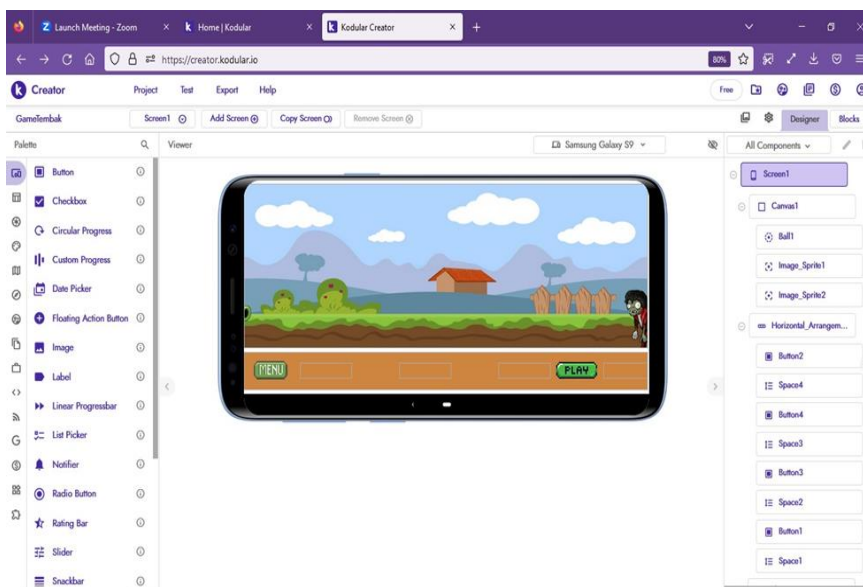 Launch Meeting - Zoom
Home | Kodular
Kodular Creator
https://creator.kodular.io
80%
Creator
Project
Test
Export
Help
Free
GameTembak
Screen1
Add Screen
Copy Screen
Remove Screen
Designer
Blocks
Palette
Viewer
Samsung Galaxy S9
All Components
Button
Checkbox
Circular Progress
Custom Progress
Date Picker
Floating Action Button
Image
Label
Linear Progressbar
List Picker
Notifier
Radio Button
Rating Bar
Slider
Snackbar
MENU
PLAY
Screen1
Canvas1
Ball1
Image_Sprite1
Image_Sprite2
Horizontal_Arrangem...
Button2
Space4
Button4
Space3
Button3
Space2
Button1
Space1